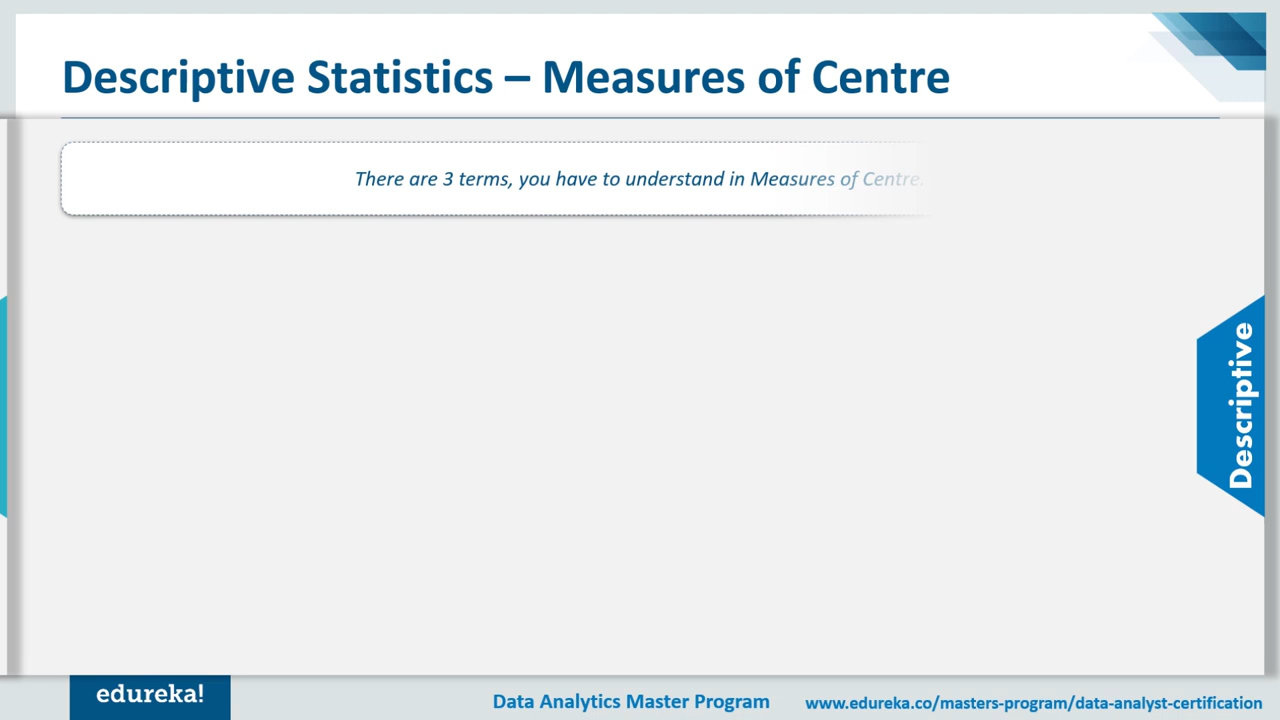 Descriptive Statistics – Measures of Centre
There are 3 terms, you have to understand in Measures of Centre.
Descriptive
edureka!
Data Analytics Master Program
www.edureka.co/masters-program/data-analyst-certification